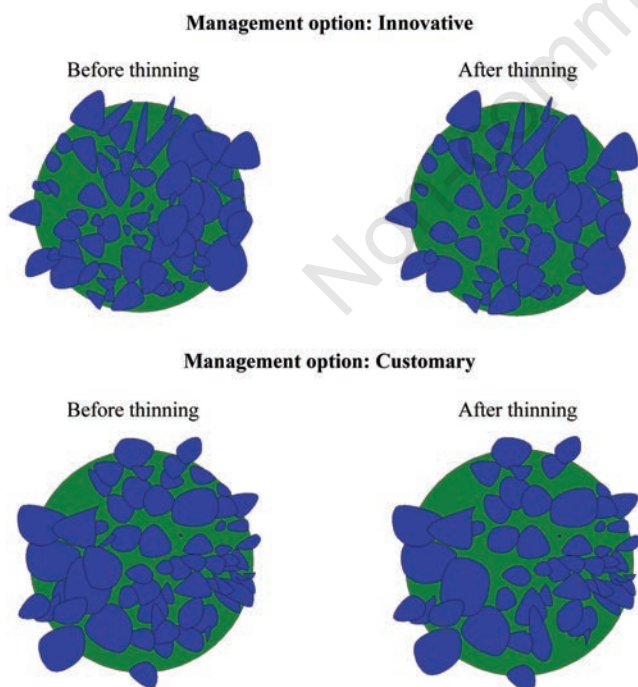 Management option: Innovative
Before thinning
After thinning
Management option: Customary
Before thinning
After thinning